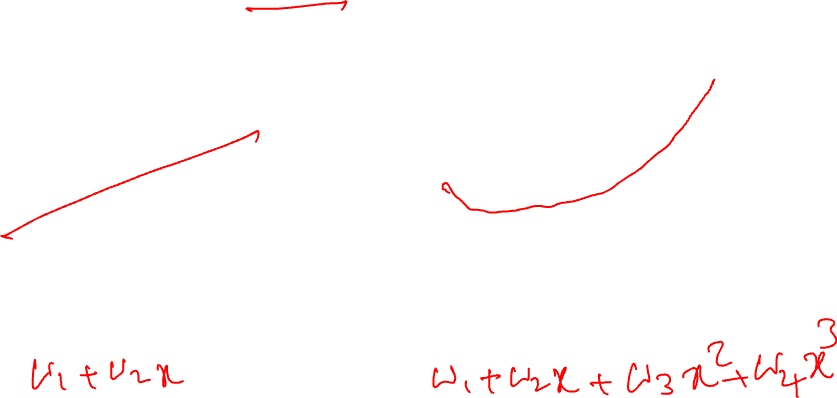 w₁ + w₂x
w₁ + w₂x + w₃x² + w₄x³